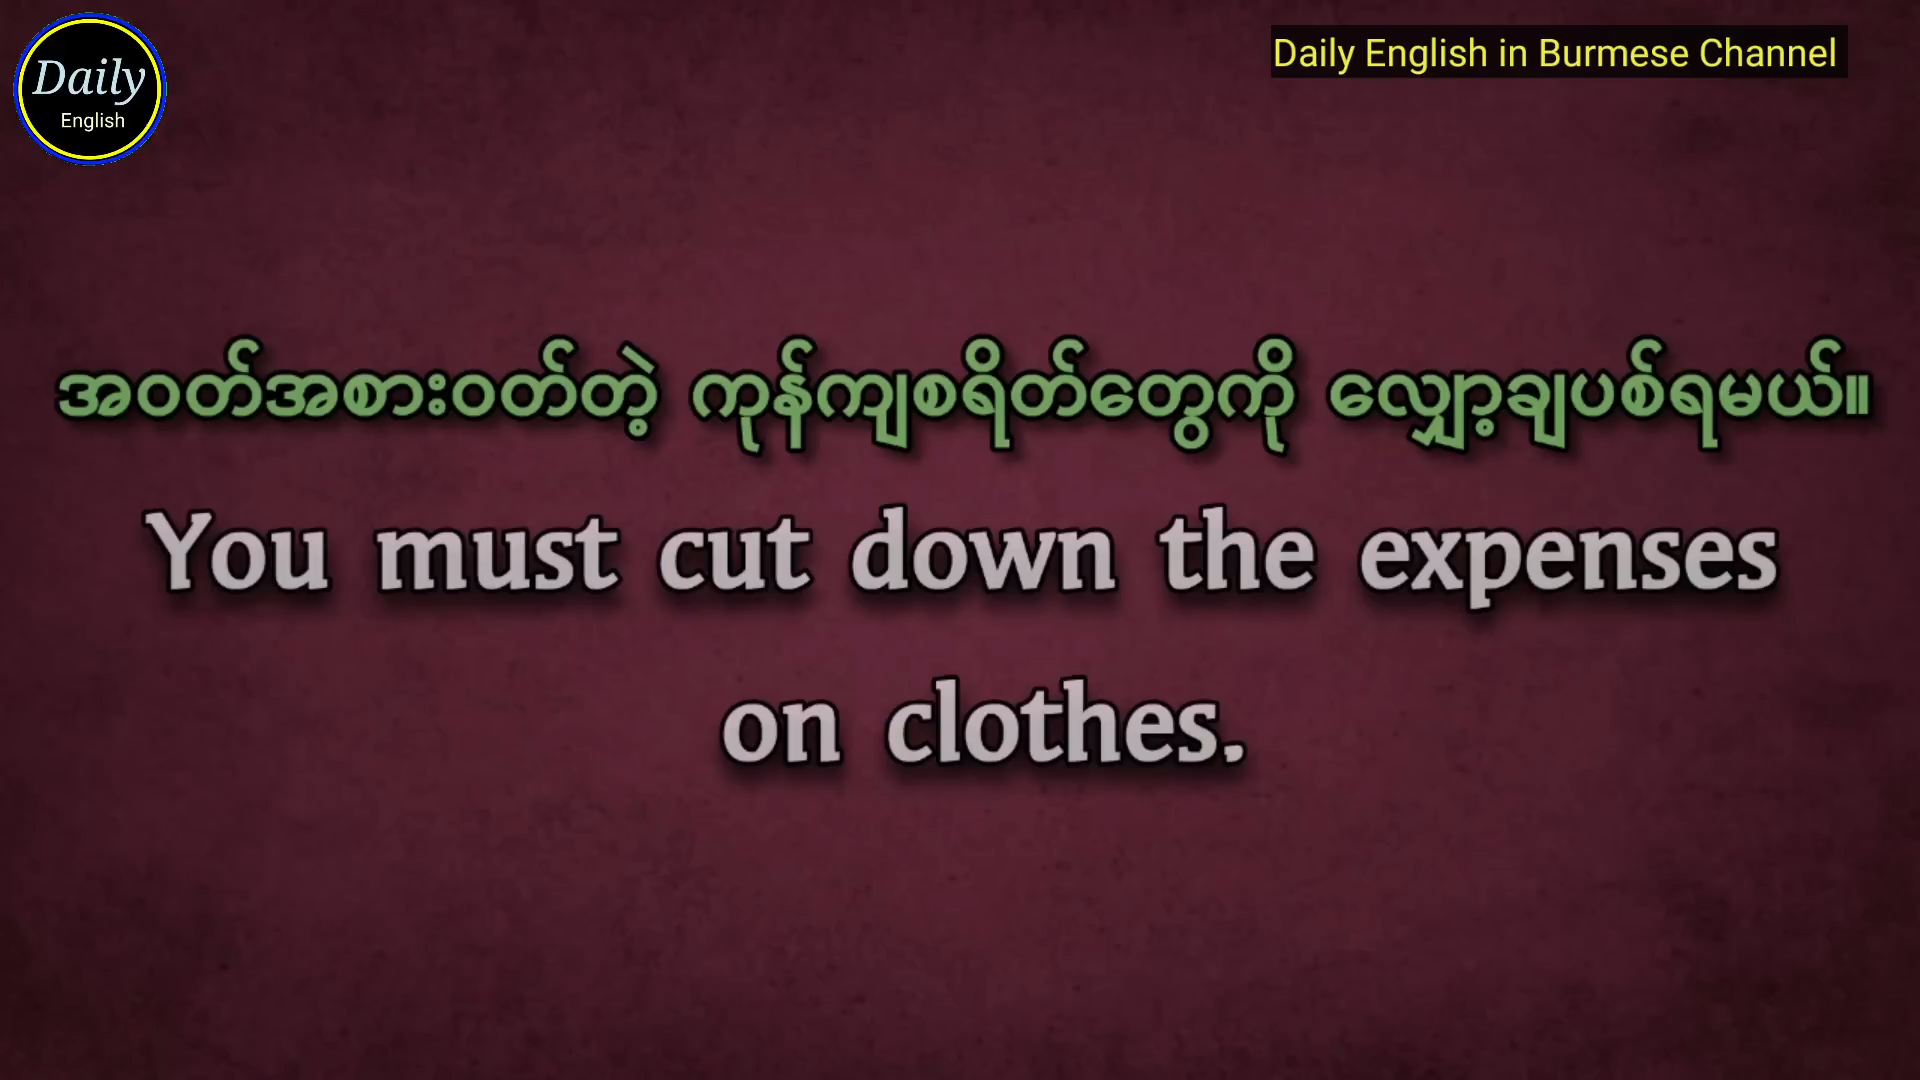 Daily
English
Daily English in Burmese Channel
အဝတ်အစားဝတ်တဲ့ ကုန်ကျစရိတ်တွေကို လျှော့ချပစ်ရမယ်။
You must cut down the expenses
on clothes.